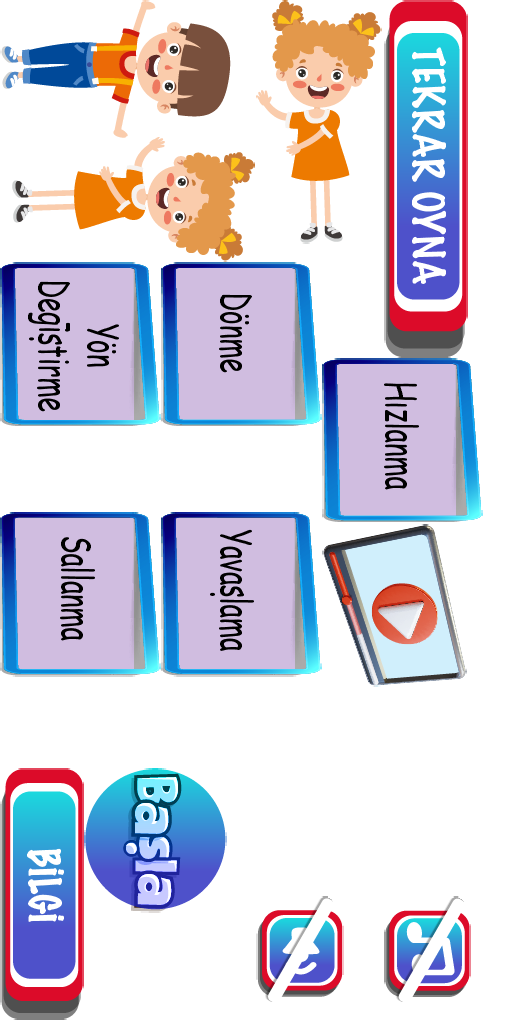 TEKRAR OYNA
Hızlanma
Dönme
Yön
Değiştirme
Yavaşlama
Sallanma
Başla
BİLGİ